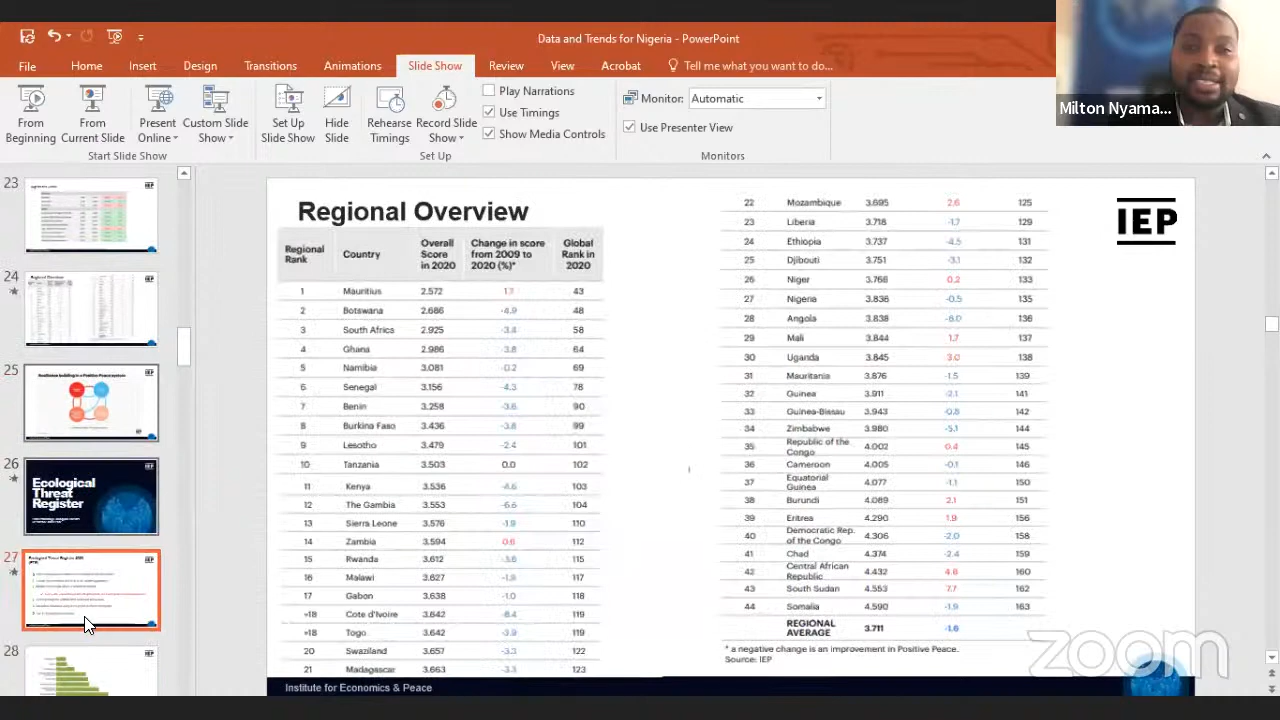 Data and Trends for Nigeria - PowerPoint
File Home Insert Design Transitions Animations Slide Show Review View Acrobat Tell me what you want to do...
From Beginning
From Current Slide
Present Online
Custom Slide Show
Start Slide Show
Set Up Slide Show
Hide Slide
Rehearse Timings
Record Slide Show
Play Narrations
Use Timings
Show Media Controls
Set Up
Monitor: Automatic
Use Presenter View
Monitors
Milton Nyama...
23
24
25
26
Ecological
Threat
Register
27
28
Regional Overview
IEP
Regional Rank Country Overall Score in 2020 Change in score from 2009 to 2020 (%)* Global Rank in 2020
1 Mauritius 2.572 1.7 43
2 Botswana 2.686 -4.9 48
3 South Africa 2.925 -3.4 58
4 Ghana 2.986 -3.8 64
5 Namibia 3.081 -0.2 69
6 Senegal 3.156 -4.3 78
7 Benin 3.258 -3.6 90
8 Burkina Faso 3.436 -3.8 99
9 Lesotho 3.479 -2.4 101
10 Tanzania 3.503 0.0 102
11 Kenya 3.536 -4.6 103
12 The Gambia 3.553 -6.6 104
13 Sierra Leone 3.576 -1.9 110
14 Zambia 3.594 0.6 112
15 Rwanda 3.612 -3.6 115
16 Malawi 3.627 117
17 Gabon 3.638 -1.0 118
=18 Cote d'Ivoire 3.642 -8.4 119
=18 Togo 3.642 -3.9 119
20 Swaziland 3.657 -3.3 122
21 Madagascar 3.663 -3.3 123
22 Mozambique 3.695 2.6 125
23 Liberia 3.718 -1.7 129
24 Ethiopia 3.737 -4.5 131
25 Djibouti 3.751 -3.1 132
26 Niger 3.768 0.2 133
27 Nigeria 3.838 -0.5 135
28 Angola 3.838 136
29 Mali 3.844 1.7 137
30 Uganda 3.845 3.0 138
31 Mauritania 3.876 -1.5 139
32 Guinea 3.911 -2.1 141
33 Guinea-Bissau 3.943 -0.8 142
34 Zimbabwe 3.980 -5.1 144
35 Republic of the Congo 4.002 0.4 145
36 Cameroon 4.005 -0.1 146
37 Equatorial Guinea 4.077 -1.1 150
38 Burundi 4.089 2.1 151
39 Eritrea 4.290 1.9 156
40 Democratic Rep. of the Congo 4.306 -2.0 158
41 Chad 4.374 -2.4 159
42 Central African Republic 4.432 4.6 160
43 South Sudan 4.553 7.7 162
44 Somalia 4.590 -1.9 163
REGIONAL AVERAGE 3.711 -1.6
* a negative change is an improvement in Positive Peace.
Source: IEP
Institute for Economics & Peace
zoom